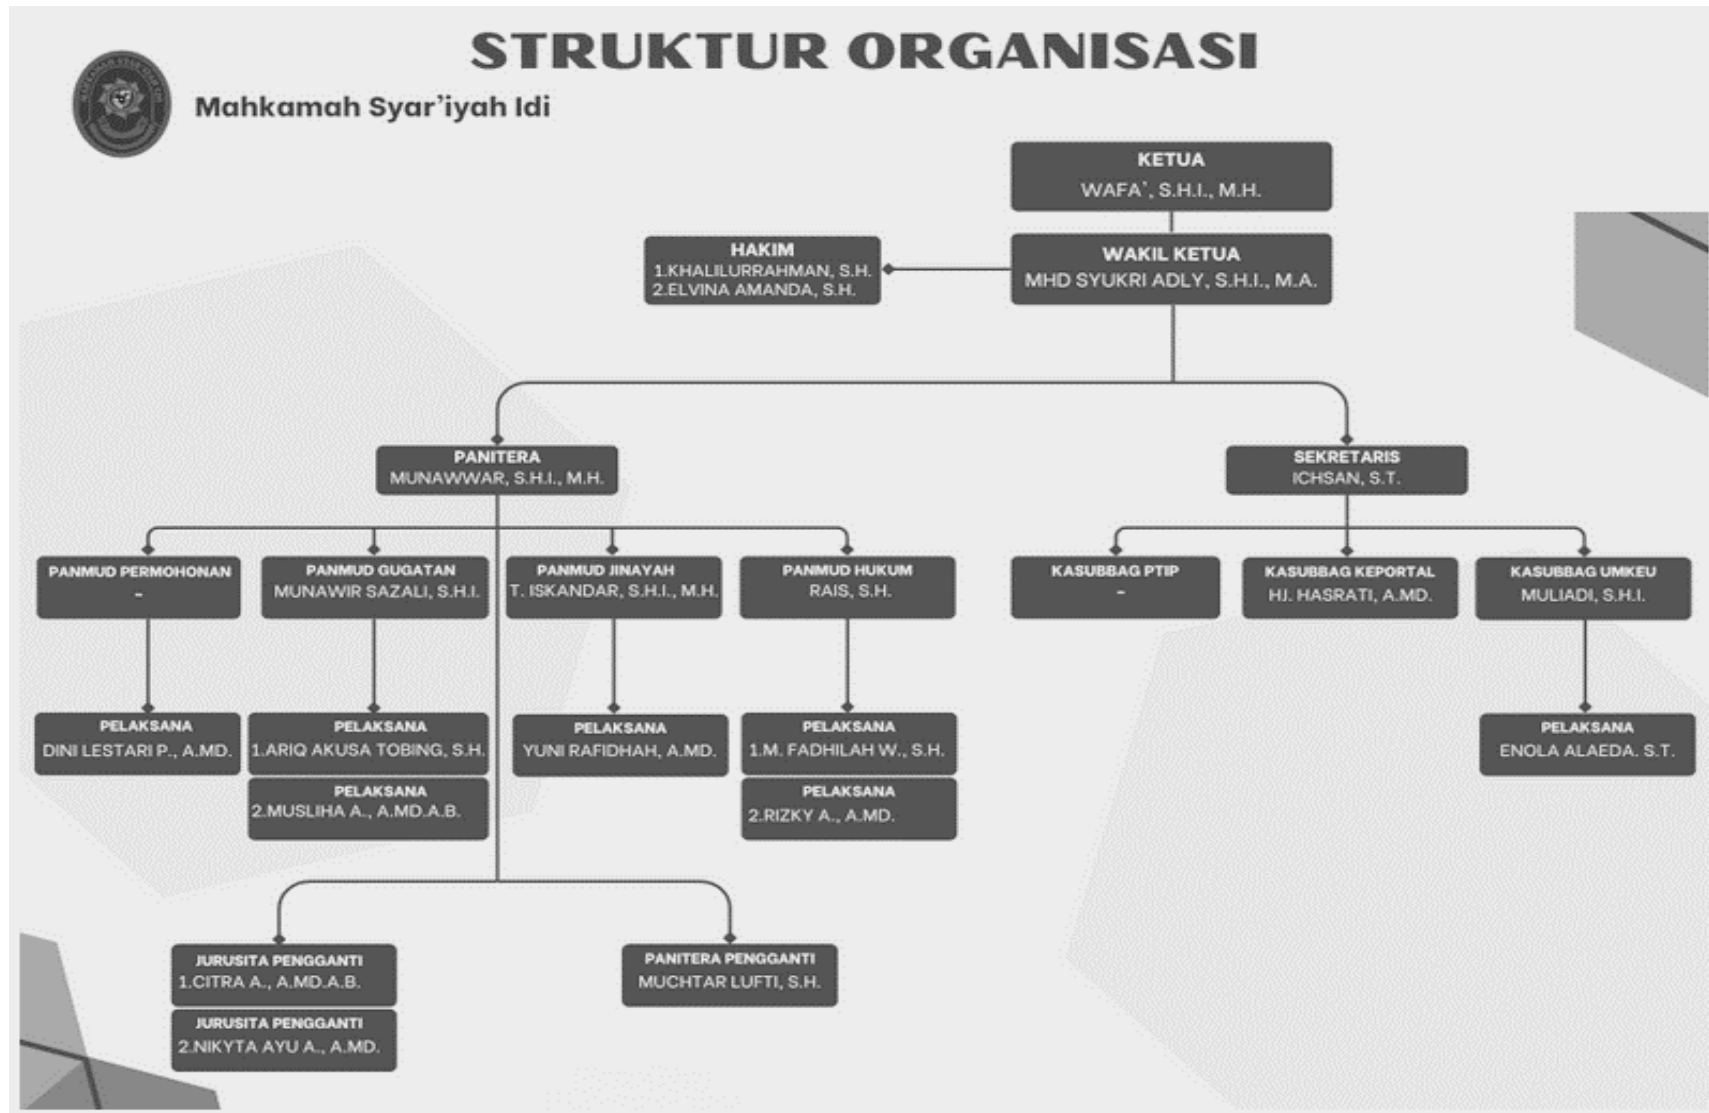 STRUKTUR ORGANISASI
Mahkamah Syar'iyah Idi
KETUA
WAFA`, S.H.I., M.H.
HAKIM
1.KHALILURRAHMAN, S.H.
2.ELVINA AMANDA, S.H.
WAKIL KETUA
MHD SYUKRI ADLY, S.H.I., M.A.
PANITERA
MUNAWWAR, S.H.I., M.H.
SEKRETARIS
ICHSAN, S.T.
PANMUD PERMOHONAN
-
PANMUD GUGATAN
MUNAWIR SAZALI, S.H.I.
PANMUD JINAYAH
T. ISKANDAR, S.H.I., M.H.
PANMUD HUKUM
RAIS, S.H.
KASUBBAG PTIP
-
KASUBBAG KEPORTAL
HJ. HASRATI, A.MD.
KASUBBAG UMKEU
MULIADI, S.H.I.
PELAKSANA
DINI LESTARI P., A.MD.
PELAKSANA
1.ARIQ AKUSA TOBING, S.H.
PELAKSANA
2.MUSLIHA A., A.MD.A.B.
PELAKSANA
YUNI RAFIDHAH, A.MD.
PELAKSANA
1.M. FADHILAH W., S.H.
PELAKSANA
2.RIZKY A., A.MD.
PELAKSANA
ENOLA ALAEDA. S.T.
JURUSITA PENGGANTI
1.CITRA A., A.MD.A.B.
JURUSITA PENGGANTI
2.NIKYTA AYU A., A.MD.
PANITERA PENGGANTI
MUCHTAR LUFTI, S.H.